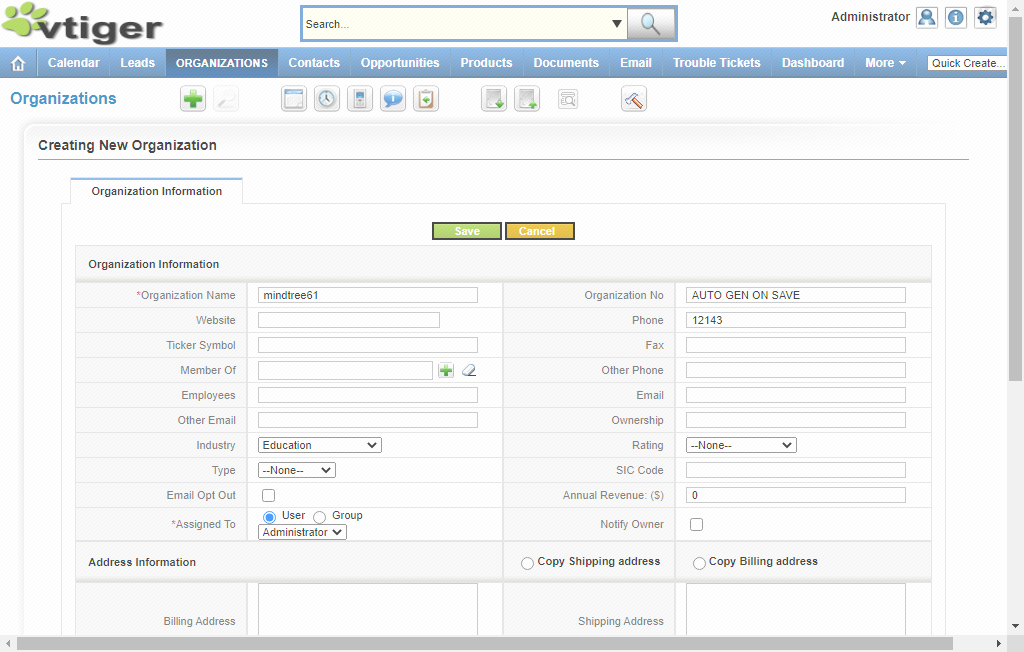 vtiger
Search...
Administrator
Calendar Leads ORGANIZATIONS Contacts Opportunities Products Documents Email Trouble Tickets Dashboard More Quick Create...
Organizations
Creating New Organization
Organization Information
Save Cancel
Organization Information
*Organization Name mindtree61 Organization No AUTO GEN ON SAVE
Website Phone 12143
Ticker Symbol Fax
Member Of Other Phone
Employees Email
Other Email Ownership
Industry Education Rating --None--
Type --None-- SIC Code
Email Opt Out Annual Revenue: ($) 0
*Assigned To User Group Administrator Notify Owner
Address Information Copy Shipping address Copy Billing address
Billing Address Shipping Address